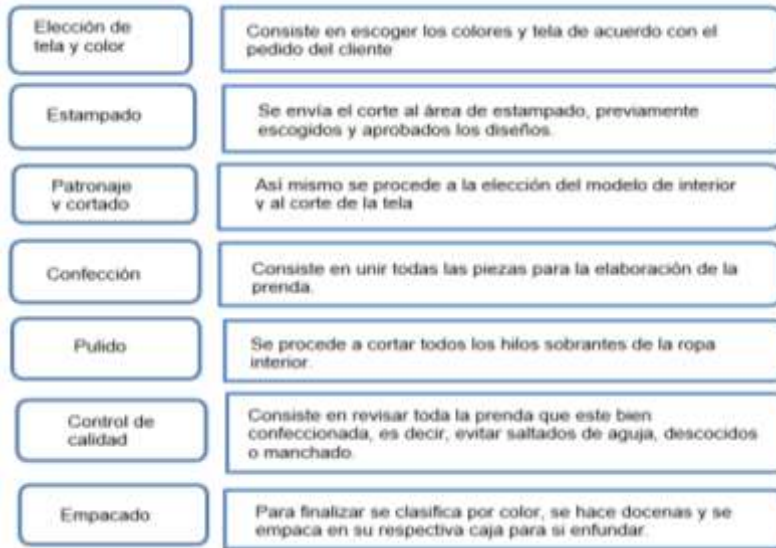 Elección de
tela y color
Consiste en escoger los colores y tela de acuerdo con el
pedido del cliente
Estampado
Se envía el corte al área de estampado, previamente
escogidos y aprobados los diseños.
Patronaje
y cortado
Así mismo se procede a la elección del modelo de interior
y al corte de la tela
Confección
Consiste en unir todas las piezas para la elaboración de la
prenda.
Pulido
Se procede a cortar todos los hilos sobrantes de la ropa
interior.
Control de
calidad
Consiste en revisar toda la prenda que este bien
confeccionada, es decir, evitar saltados de aguja, descocidos
o manchado.
Empacado
Para finalizar se clasifica por color, se hace docenas y se
empaca en su respectiva caja para si enfundar.